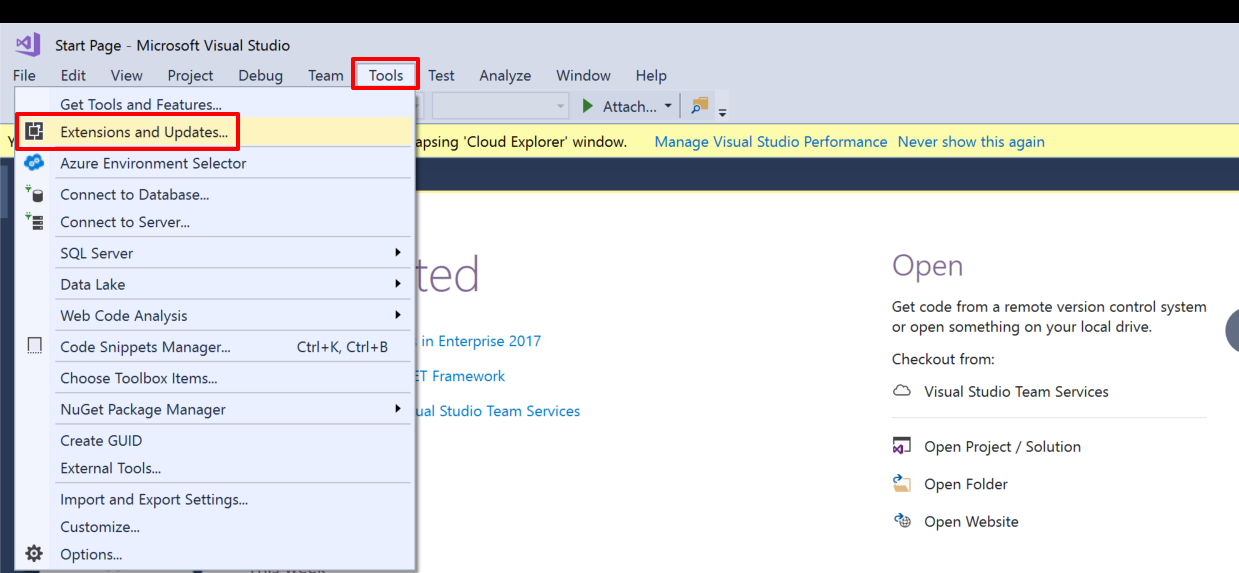 Start Page - Microsoft Visual Studio
File Edit View Project Debug Team Tools Test Analyze Window Help
Attach...
Get Tools and Features...
Extensions and Updates...
Azure Environment Selector
Connect to Database...
Connect to Server...
SQL Server
Data Lake
Web Code Analysis
Code Snippets Manager... Ctrl+K, Ctrl+B
Choose Toolbox Items...
NuGet Package Manager
Create GUID
External Tools...
Import and Export Settings...
Customize...
Options...
'Cloud Explorer' window. Manage Visual Studio Performance Never show this again
in Enterprise 2017
Framework
Studio Team Services
Open
Get code from a remote version control system
or open something on your local drive.
Checkout from:
Visual Studio Team Services
Open Project / Solution
Open Folder
Open Website